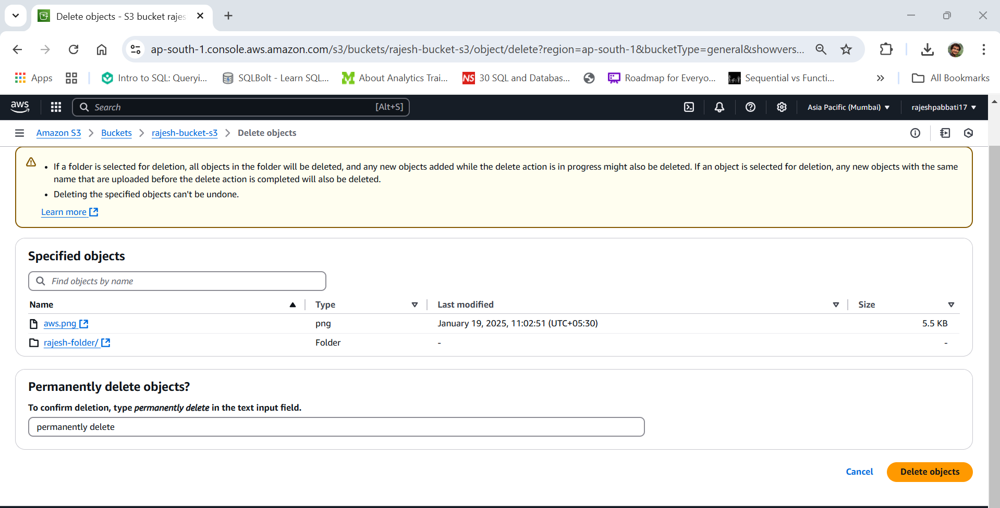 Delete objects - S3 bucket rajes
ap-south-1.console.aws.amazon.com/s3/buckets/rajesh-bucket-s3/object/delete?region=ap-south-1&bucketType=general&showvers...
Apps Intro to SQL: Queryi... SQLBolt - Learn SQL... About Analytics Trai... NS 30 SQL and Databas... Roadmap for Everyo... Sequential vs Functi... All Bookmarks
aws Search [Alt+S] Asia Pacific (Mumbai) rajeshpabbati17
Amazon S3 Buckets rajesh-bucket-s3 Delete objects
• If a folder is selected for deletion, all objects in the folder will be deleted, and any new objects added while the delete action is in progress might also be deleted. If an object is selected for deletion, any new objects with the same
name that are uploaded before the delete action is completed will also be deleted.
• Deleting the specified objects can't be undone.
Learn more
Specified objects
Find objects by name
Name Type Last modified Size
aws.png png January 19, 2025, 11:02:51 (UTC+05:30) 5.5 KB
rajesh-folder/ Folder - -
Permanently delete objects?
To confirm deletion, type permanently delete in the text input field.
permanently delete
Cancel Delete objects